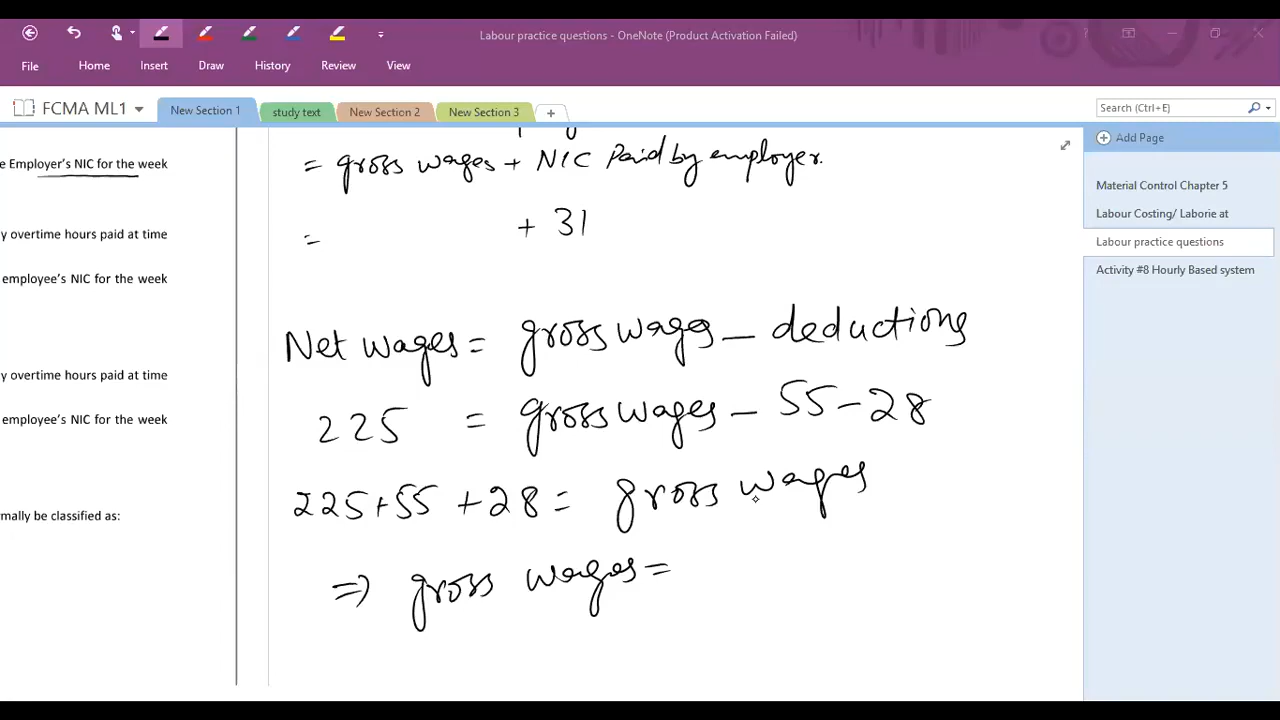 Labour practice questions - OneNote (Product Activation Failed)
File Home Insert Draw History Review View
FCMA ML1 New Section 1 study text New Section 2 New Section 3
Search (Ctrl+E)
Add Page
Material Control Chapter 5
Labour Costing/ Laborie at
Labour practice questions
Activity #8 Hourly Based system
e Employer's NIC for the week
y overtime hours paid at time
employee's NIC for the week
y overtime hours paid at time
employee's NIC for the week
mally be classified as:
= gross wages + NIC Paid by employer.
= + 31
Net wages = gross wages - deductions
225 = gross wages - 55 - 28
225+55 +28 = gross wages
=> gross wages =